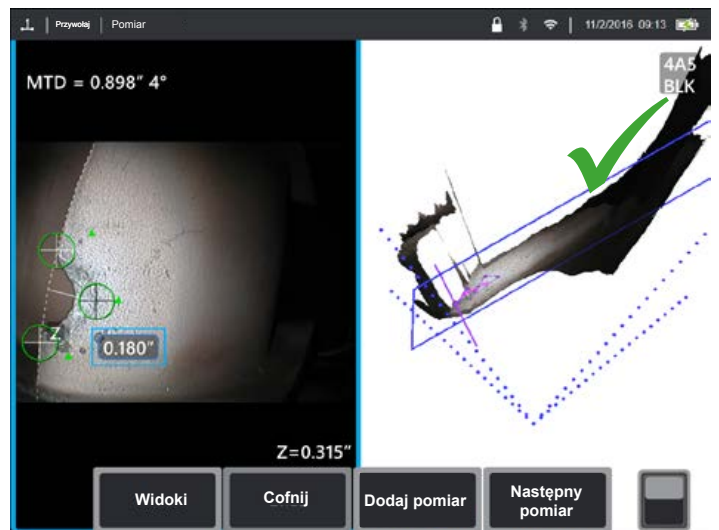 Przywołaj Pomiar 11/2/2016 09:13
MTD = 0.898" 4°
4A5
BLK
Z
0.180"
Z=0.315"
Widoki
Cofnij
Dodaj pomiar
Następny
pomiar